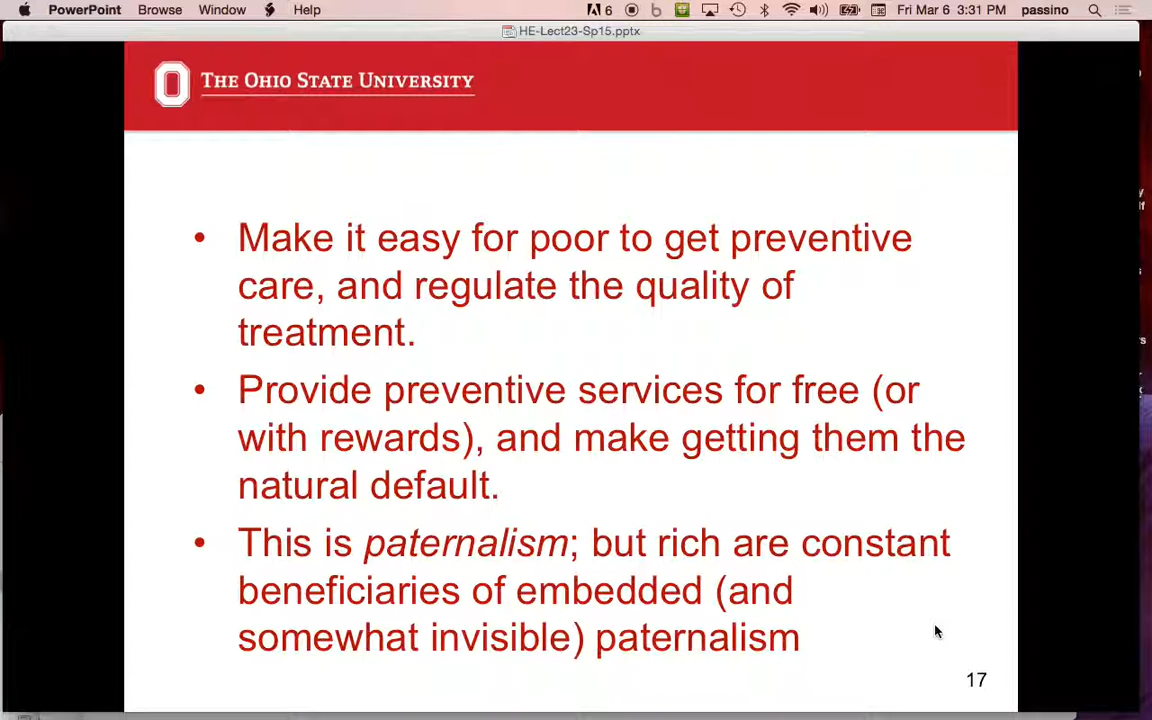 PowerPoint Browse Window Help 6 Fri Mar 6 3:31 PM passino
HE-Lect23-Sp15.pptx
THE OHIO STATE UNIVERSITY
• Make it easy for poor to get preventive
care, and regulate the quality of
treatment.
• Provide preventive services for free (or
with rewards), and make getting them the
natural default.
• This is paternalism; but rich are constant
beneficiaries of embedded (and
somewhat invisible) paternalism
17